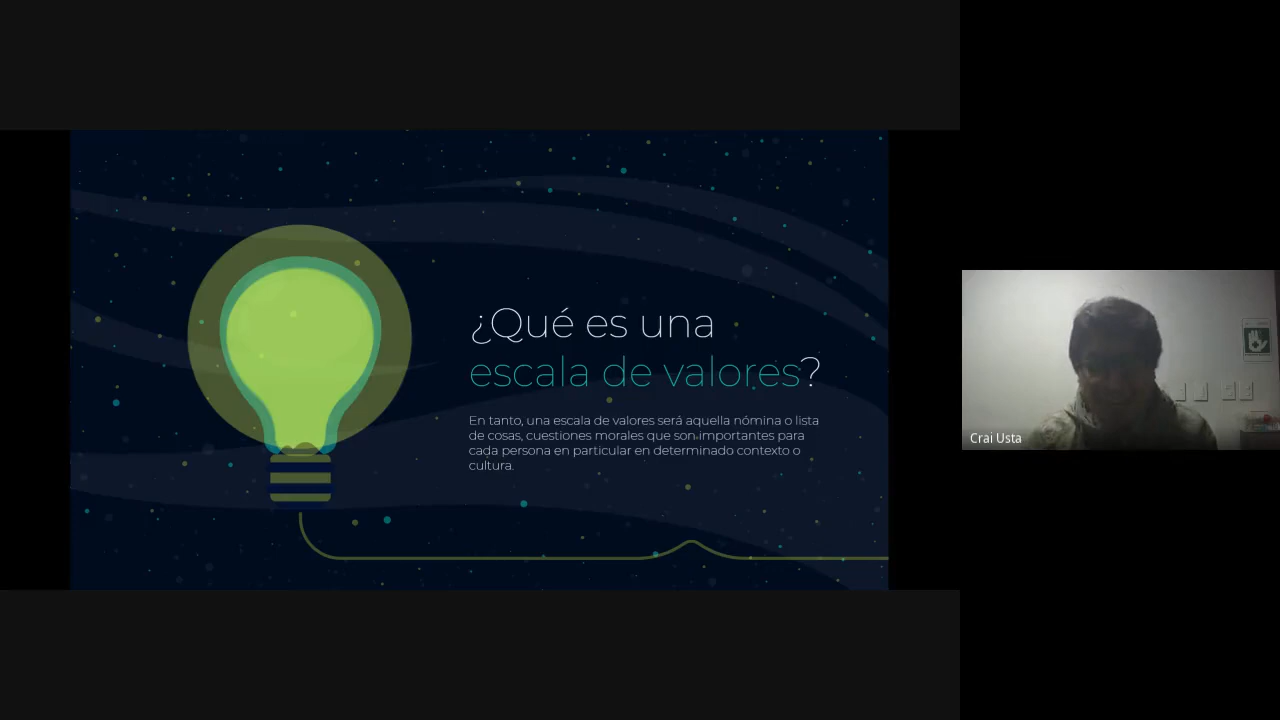 ¿Qué es una
escala de valores?
En tanto, una escala de valores será aquella nómina o lista
de cosas, cuestiones morales que son importantes para
cada persona en particular en determinado contexto o
cultura.
Crai Usta